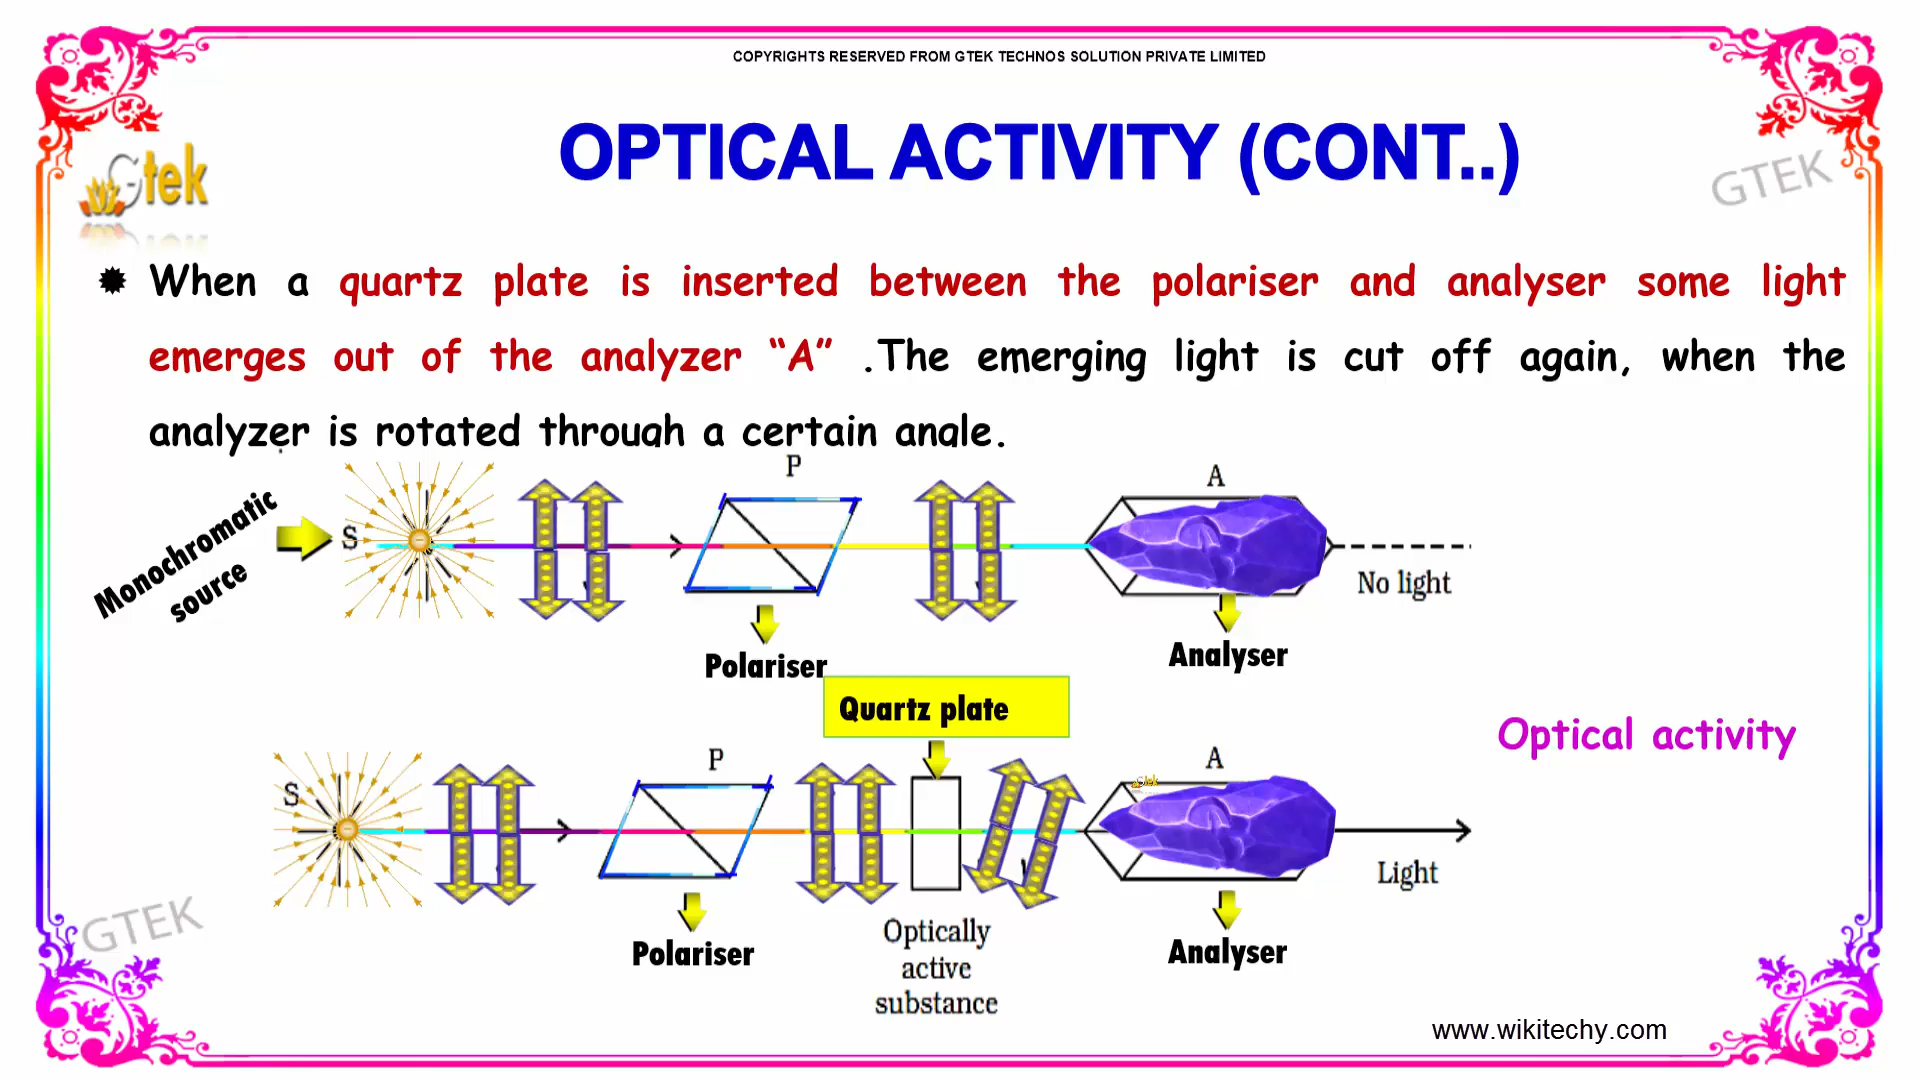 COPYRIGHTS RESERVED FROM GTEK TECHNOS SOLUTION PRIVATE LIMITED
OPTICAL ACTIVITY (CONT..)
Gtek
GTEK
When a quartz plate is inserted between the polariser and analyser some light
emerges out of the analyzer “A” .The emerging light is cut off again, when the
analyzer is rotated through a certain angle.
P
A
Monochromatic
source
S
No light
Polariser
Analyser
Quartz plate
Optical activity
P
A
Gtek
S
Light
GTEK
Polariser
Optically
active
substance
Analyser
www.wikitechy.com